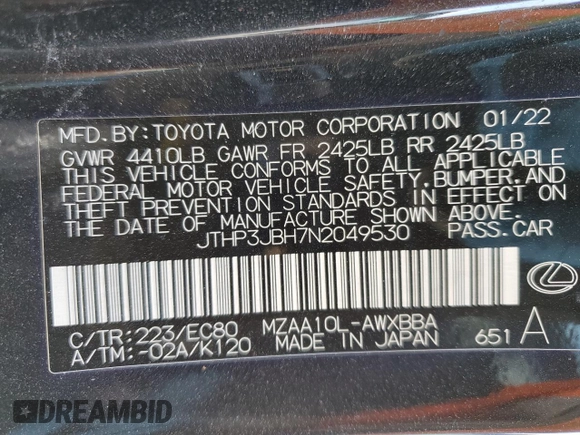 MFD.BY:TOYOTA MOTOR CORPORATION 01/22
GVWR 4410LB GAWR FR 2425LB RR 2425LB
THIS VEHICLE CONFORMS TO ALL APPLICABLE
FEDERAL MOTOR VEHICLE SAFETY,BUMPER,AND
THEFT PREVENTION STANDARDS IN EFFECT ON
THE DATE OF MANUFACTURE SHOWN ABOVE.
JTHP3JBH7N2049530 PASS.CAR
C/TR:223/EC80 MZAA10L-AWXBBA
A/TM:-02A/K120 MADE IN JAPAN 651 A
DREAMBID